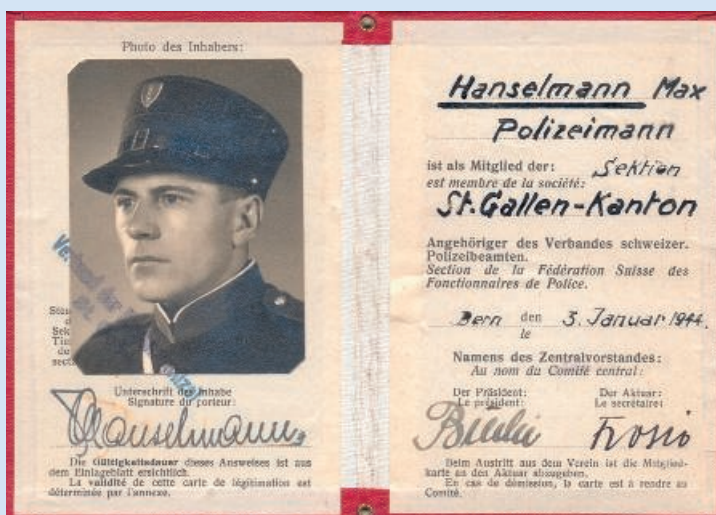 Photo des Inhabers:
Unterschrift des Inhabe
Signature du porteur:
Hanselmann
Die Gültigkeitsdauer dieses Ausweises ist aus
dem Einlageblatt ersichtlich.
La validité de cette carte de légitimation est
déterminée par l'annexe.
Hanselmann Max
Polizeimann
ist als Mitglied der: Sektion
est membre de la société:
St.Gallen-Kanton
Angehöriger des Verbandes schweizer.
Polizeibeamten.
Section de la Fédération Suisse des
Fonctionnaires de Police.
Bern den 3. Januar 1944.
le
Namens des Zentralvorstandes:
Au nom du Comité central:
Der Präsident: Der Aktuar:
Le président: Le secrétaire:
Beim Austritt aus dem Verein ist die Mitglied-
karte an den Aktuar abzugeben.
En cas de démission, la carte est à rendre au
Comité.